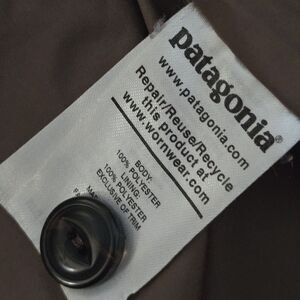 patagonia®
www.patagonia.com
Repair/Reuse/Recycle
this product at
www.wornwear.com
BODY:
100% POLYESTER
LINING:
100% POLYESTER
EXCLUSIVE OF TRIM